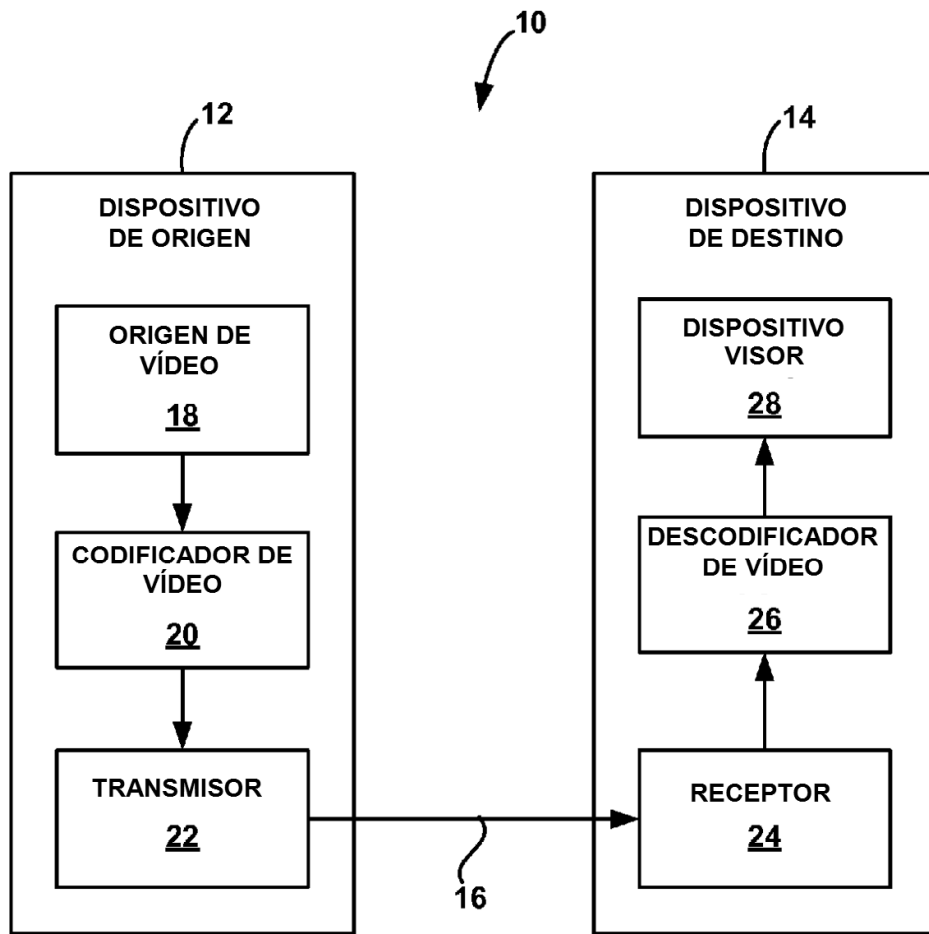 10
12
14
DISPOSITIVO
DE ORIGEN
ORIGEN DE
VÍDEO
18
CODIFICADOR DE
VÍDEO
20
TRANSMISOR
22
16
DISPOSITIVO
DE DESTINO
DISPOSITIVO
VISOR
28
DESCODIFICADOR
DE VÍDEO
26
RECEPTOR
24